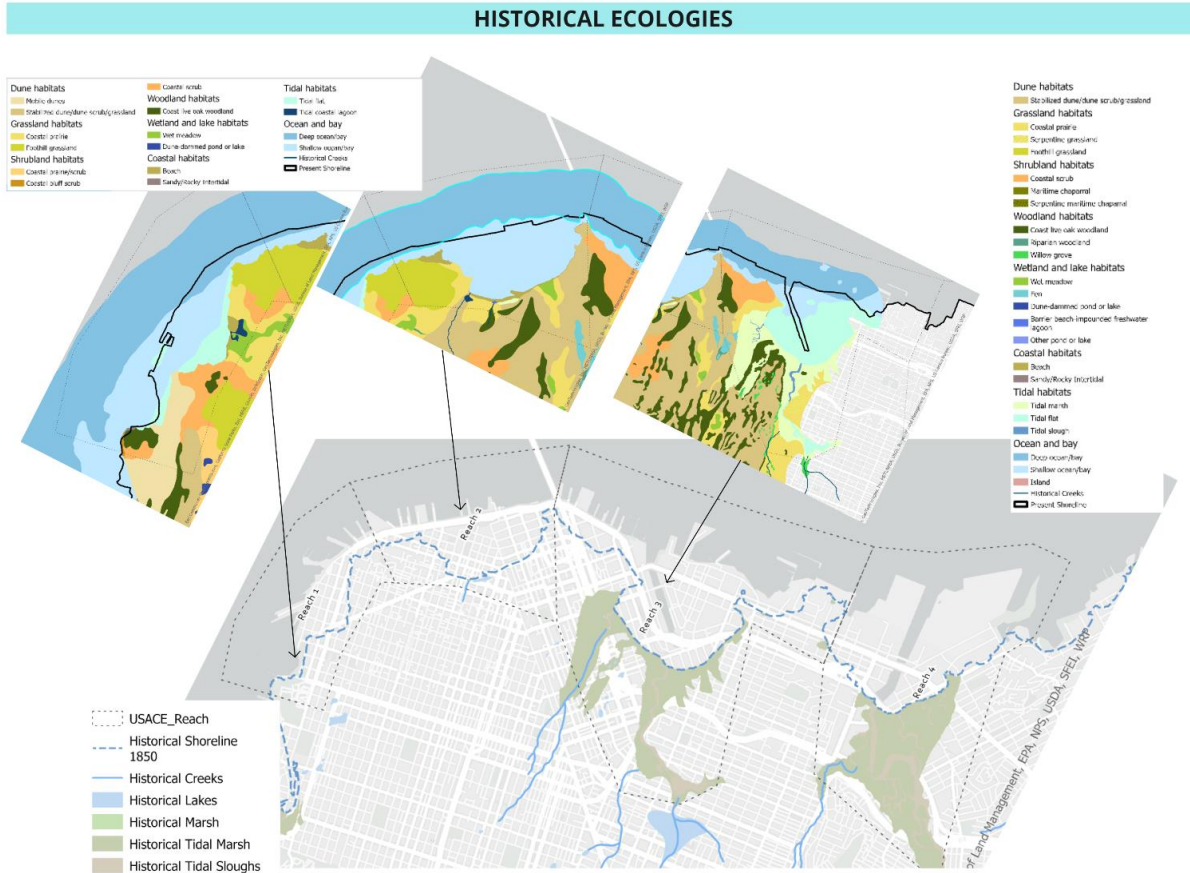 HISTORICAL ECOLOGIES
Dune habitats
Mobile dunes
Stabilized dune/dune scrub/grassland
Grassland habitats
Coastal prairie
Foothill grassland
Shrubland habitats
Coastal prairie/scrub
Coastal bluff scrub
Coastal scrub
Woodland habitats
Coast live oak woodland
Wetland and lake habitats
Wet meadow
Dune-dammed pond or lake
Coastal habitats
Beach
Sandy/Rocky Intertidal
Tidal habitats
Tidal flat
Tidal coastal lagoon
Ocean and bay
Deep ocean/bay
Shallow ocean/bay
Historical Creeks
Present Shoreline
Dune habitats
Stabilized dune/dune scrub/grassland
Grassland habitats
Coastal prairie
Serpentine grassland
Foothill grassland
Shrubland habitats
Coastal scrub
Maritime chaparral
Serpentine maritime chaparral
Woodland habitats
Coast live oak woodland
Riparian woodland
Willow grove
Wetland and lake habitats
Wet meadow
Fen
Dune-dammed pond or lake
Barrier beach-impounded freshwater
lagoon
Other pond or lake
Coastal habitats
Beach
Sandy/Rocky Intertidal
Tidal habitats
Tidal marsh
Tidal flat
Tidal slough
Ocean and bay
Deep ocean/bay
Shallow ocean/bay
Island
Historical Creeks
Present Shoreline
Reach 1
Reach 2
Reach 3
Reach 4
of Land Management, EPA, NPS, USDA, SFEI, WRP
USACE_Reach
Historical Shoreline
1850
Historical Creeks
Historical Lakes
Historical Marsh
Historical Tidal Marsh
Historical Tidal Sloughs